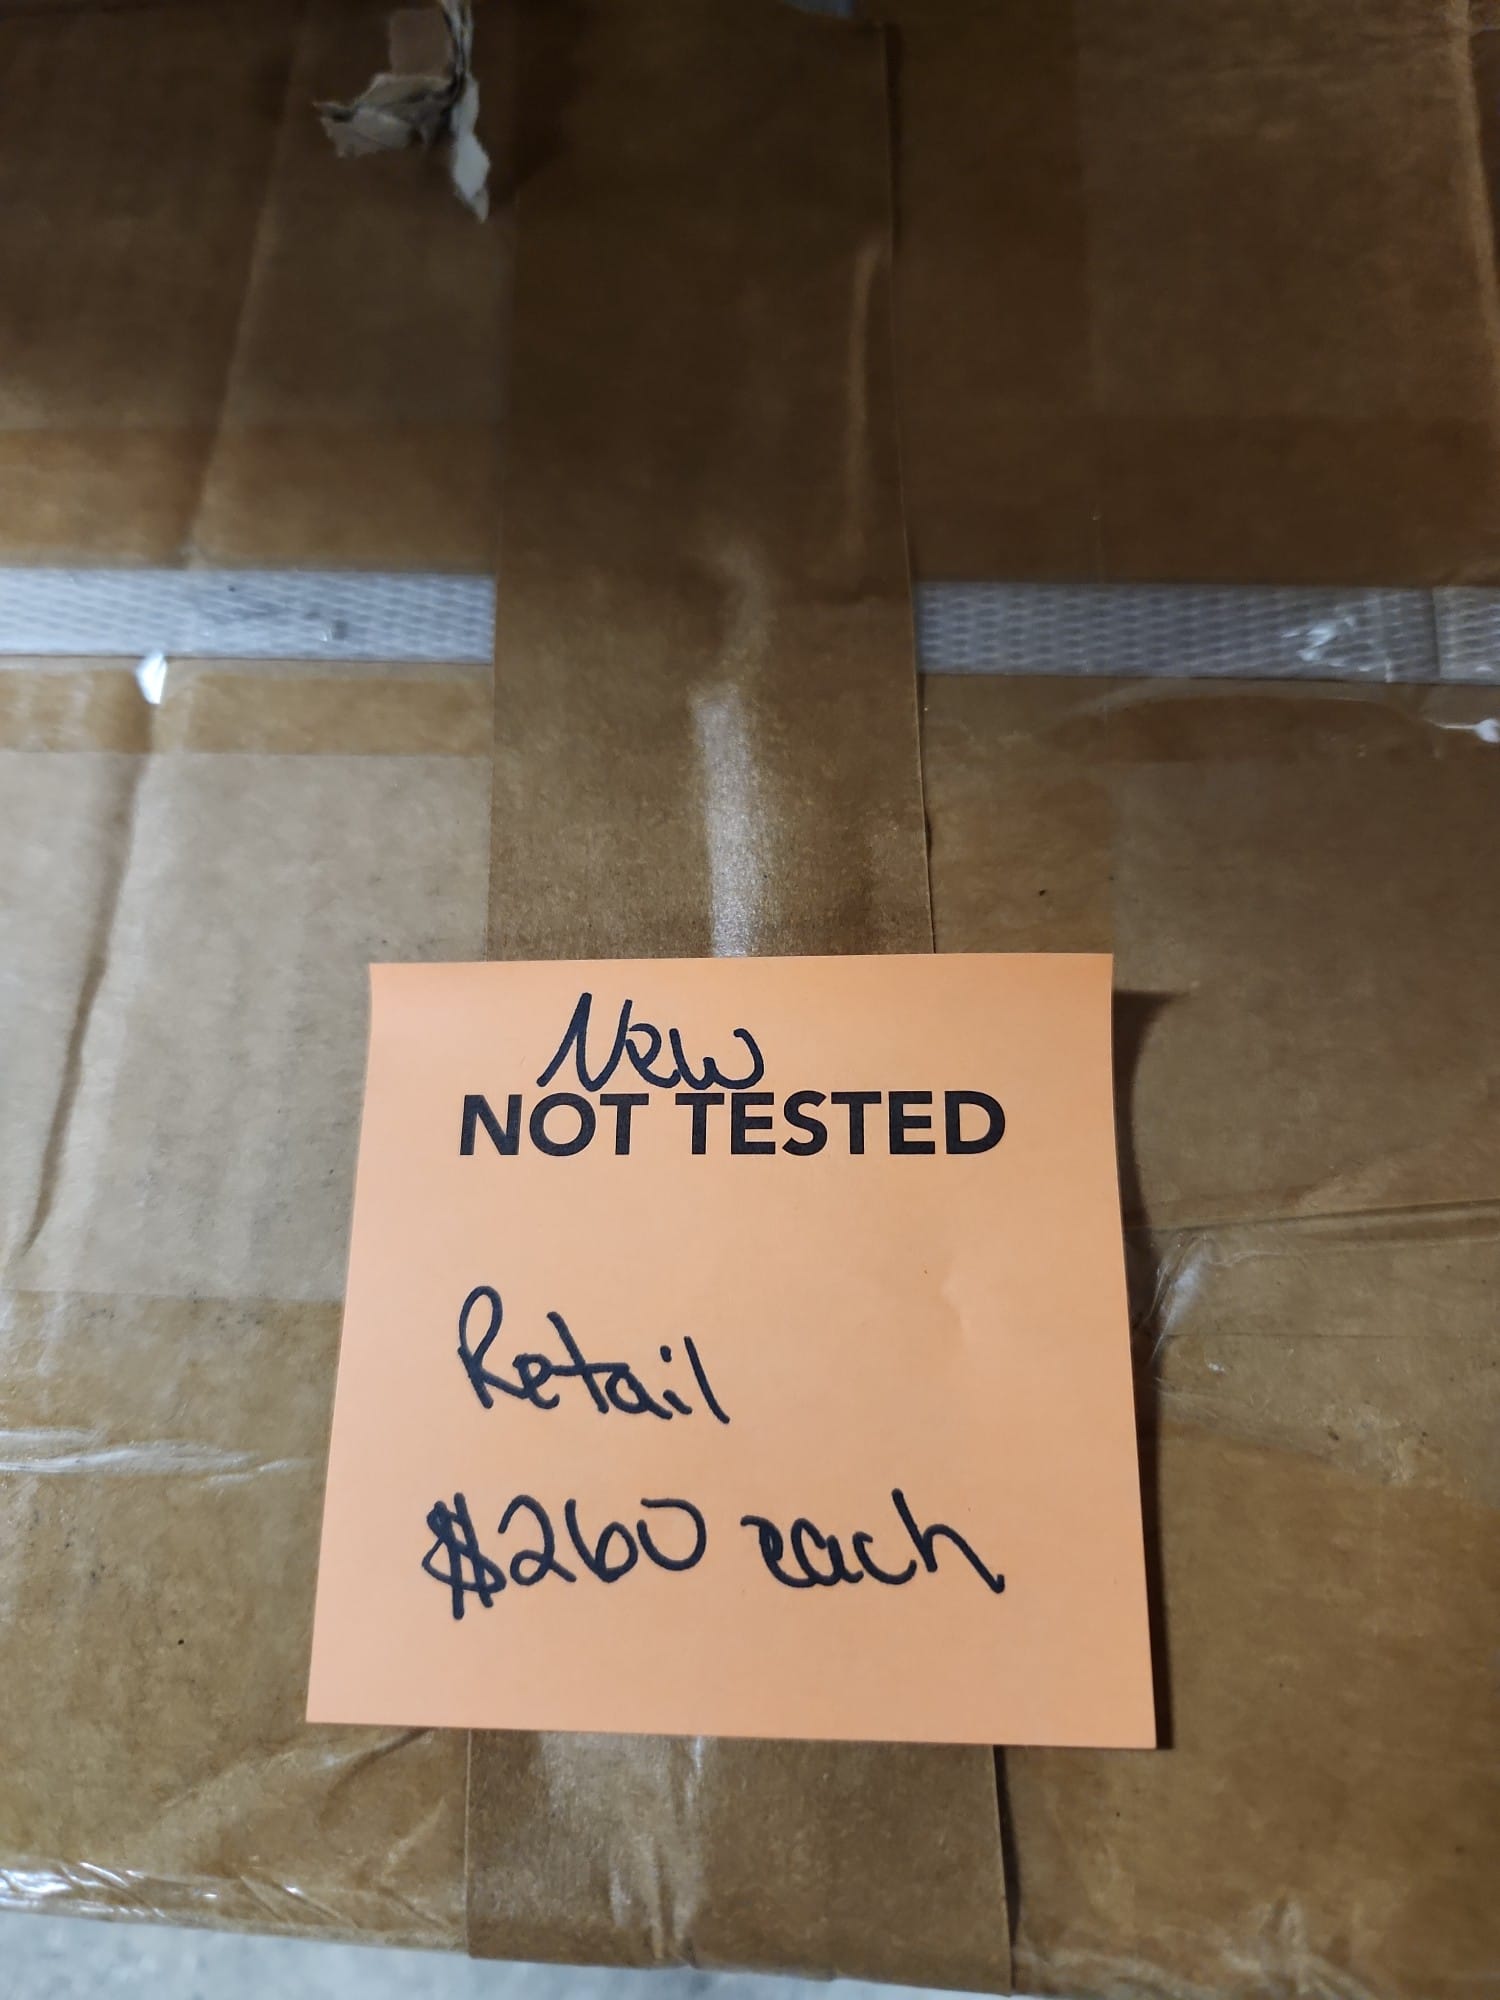 New
NOT TESTED
Retail
$260 each